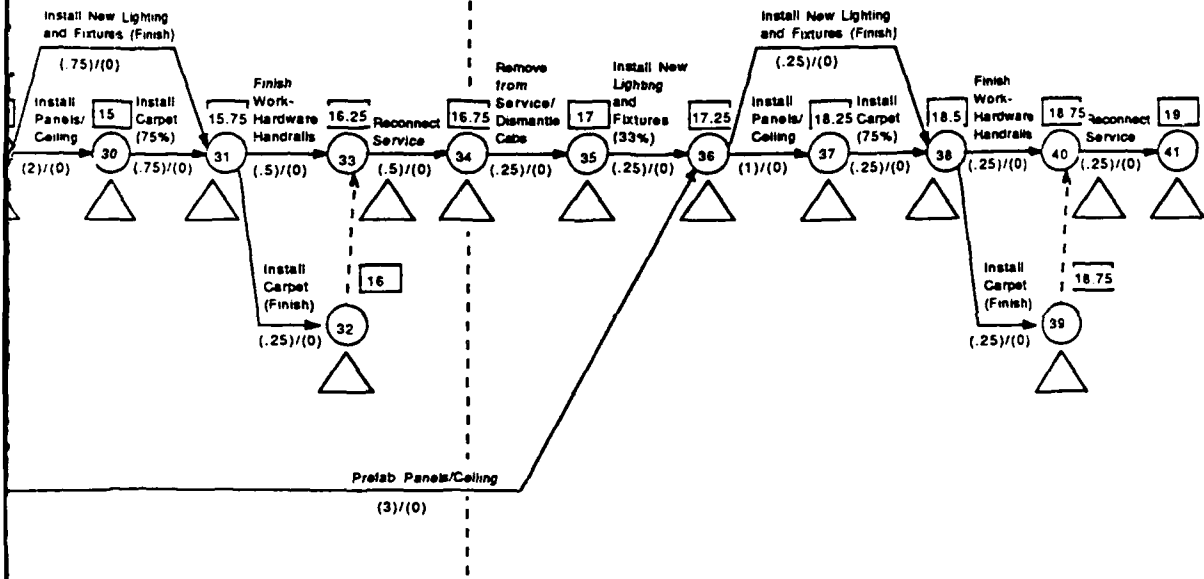 Install New Lighting
and Fixtures (Finish)
(.75)/(0)
Install
Panels/
Ceiling
(2)/(0)
15
30
Install
Carpet
(75%)
(.75)/(0)
15.75
31
Finish
Work-
Hardware
Handrails
(.5)/(0)
16.25
33
Reconnect
Service
(.5)/(0)
16.75
34
Remove
from
Service/
Dismantle
Cabs
(.25)/(0)
17
35
Install New
Lighting
and
Fixtures
(33%)
(.25)/(0)
17.25
36
Install New Lighting
and Fixtures (Finish)
(.25)/(0)
Install
Panels/
Ceiling
(1)/(0)
18.25
37
Install
Carpet
(75%)
(.25)/(0)
18.5
38
Finish
Work-
Hardware
Handrails
(.25)/(0)
18.75
40
Reconnect
Service
(.25)/(0)
19
41
Install
Carpet
(Finish)
(.25)/(0)
16
32
Install
Carpet
(Finish)
(.25)/(0)
18.75
39
Prefab Panels/Ceiling
(3)/(0)